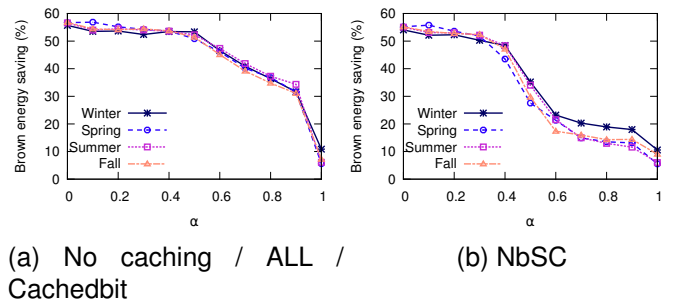 Brown energy saving (%)
60
50
40
30
20
10
0
Winter
Spring
Summer
Fall
0 0.2 0.4 0.6 0.8 1
α
(a) No caching / ALL /
Cachedbit
Brown energy saving (%)
60
50
40
30
20
10
0
Winter
Spring
Summer
Fall
0 0.2 0.4 0.6 0.8 1
α
(b) NbSC